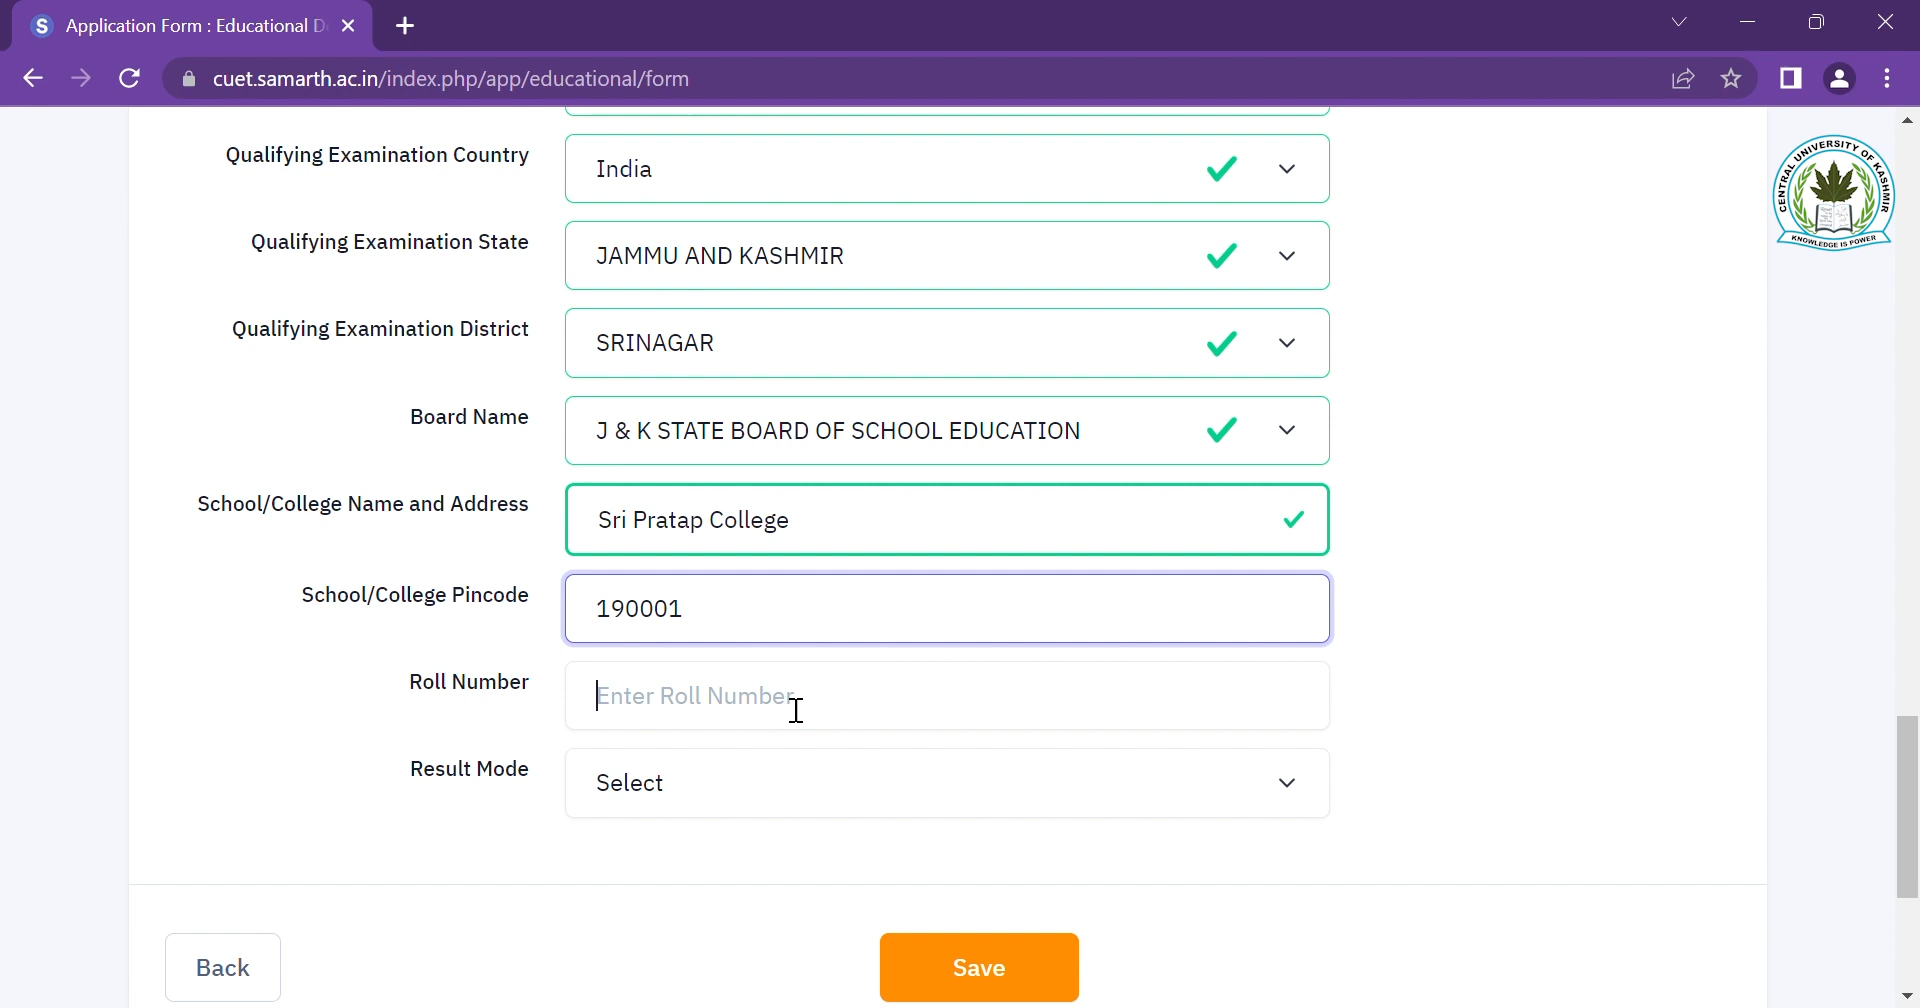 S Application Form : Educational D
cuet.samarth.ac.in/index.php/app/educational/form
CENTRAL UNIVERSITY OF KASHMIR
KNOWLEDGE IS POWER
Qualifying Examination Country
India
Qualifying Examination State
JAMMU AND KASHMIR
Qualifying Examination District
SRINAGAR
Board Name
J & K STATE BOARD OF SCHOOL EDUCATION
School/College Name and Address
Sri Pratap College
School/College Pincode
190001
Roll Number
Enter Roll Number
Result Mode
Select
Back
Save